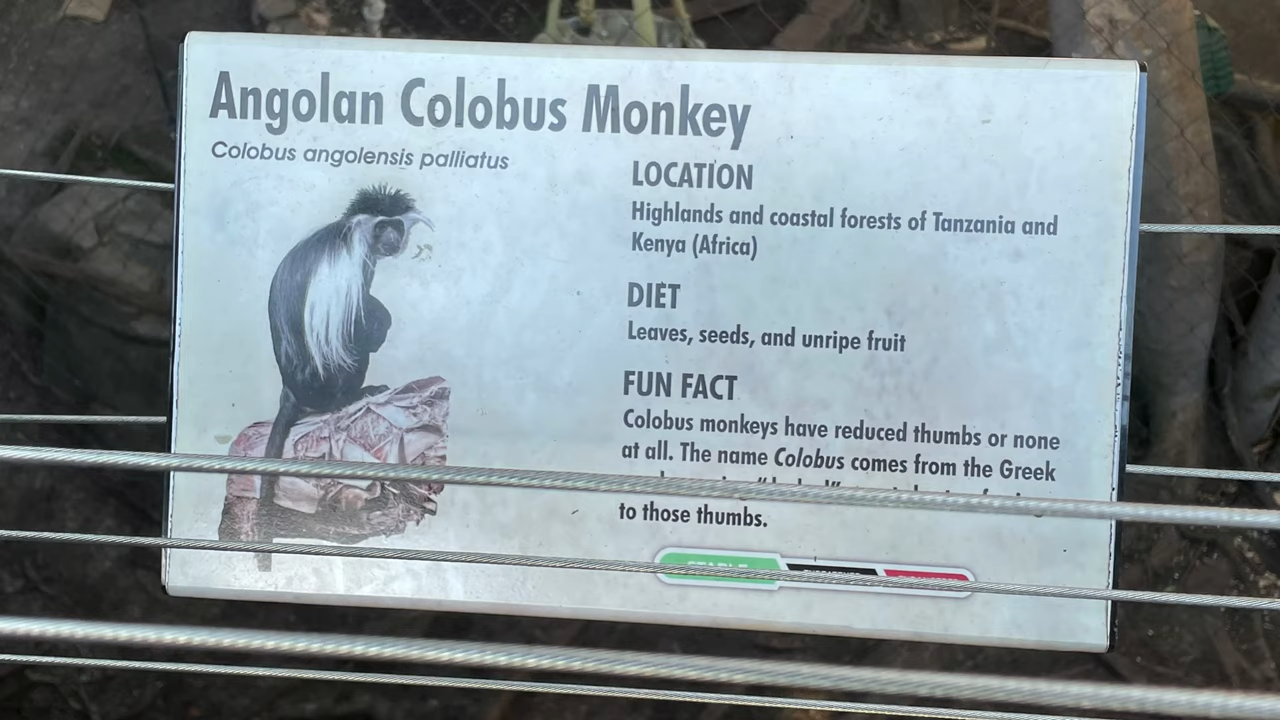 Angolan Colobus Monkey
Colobus angolensis palliatus
LOCATION
Highlands and coastal forests of Tanzania and
Kenya (Africa)
DIET
Leaves, seeds, and unripe fruit
FUN FACT
Colobus monkeys have reduced thumbs or none
at all. The name Colobus comes from the Greek
to those thumbs.
STABLE